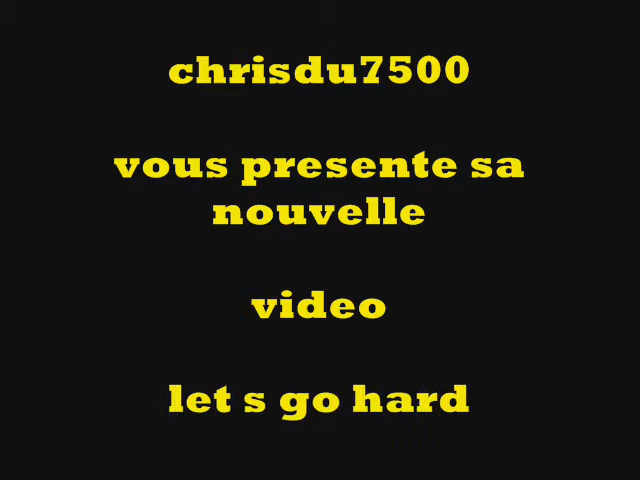 chrisdu7500
vous presente sa
nouvelle
video
let s go hard